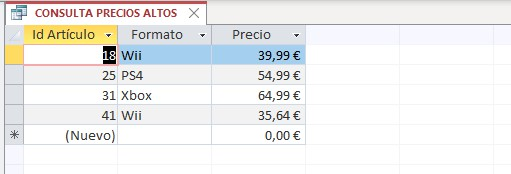 CONSULTA PRECIOS ALTOS
Id Artículo Formato Precio
18 Wii 39,99 €
25 PS4 54,99 €
31 Xbox 64,99 €
41 Wii 35,64 €
(Nuevo) 0,00 €